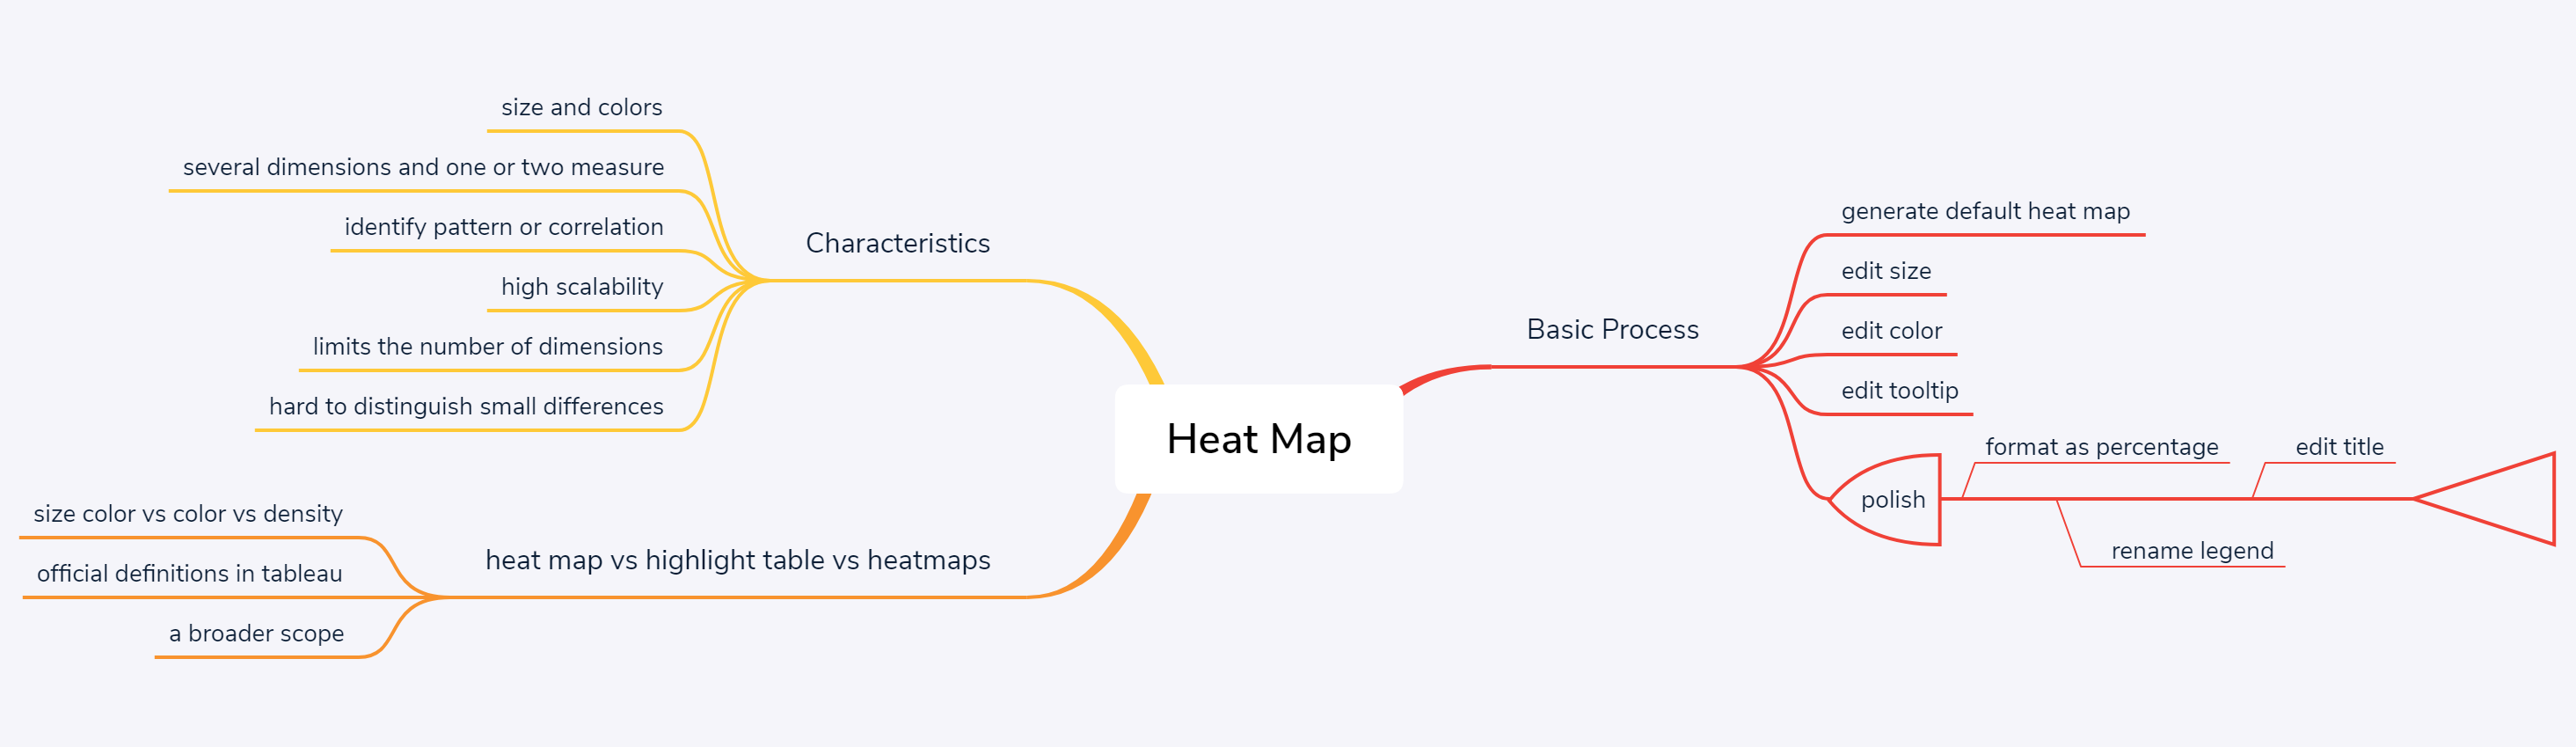 Heat Map
Characteristics
size and colors
several dimensions and one or two measure
identify pattern or correlation
high scalability
limits the number of dimensions
hard to distinguish small differences
heat map vs highlight table vs heatmaps
size color vs color vs density
official definitions in tableau
a broader scope
Basic Process
generate default heat map
edit size
edit color
edit tooltip
polish
format as percentage
rename legend
edit title